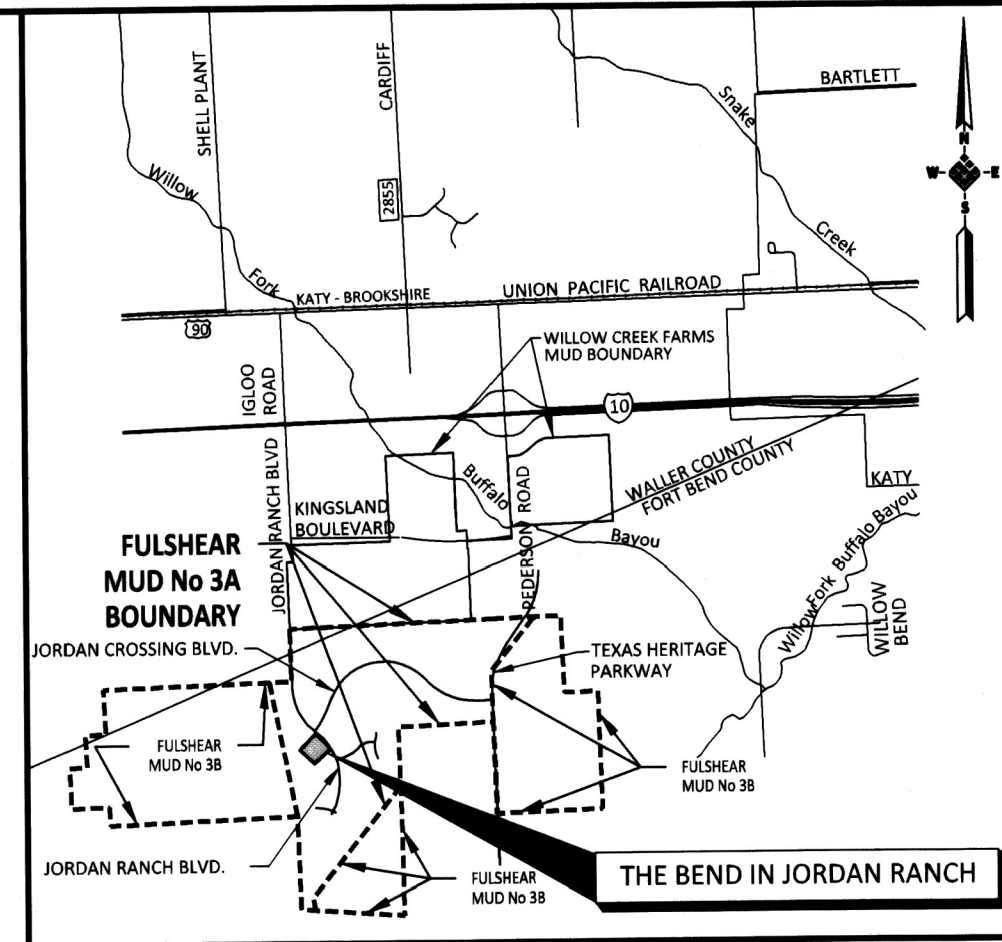 SHELL PLANT
CARDIFF
2855
Willow
Fork
Snake
Creek
BARTLETT
N
W
E
S
KATY - BROOKSHIRE
UNION PACIFIC RAILROAD
90
WILLOW CREEK FARMS
MUD BOUNDARY
IGLOO
ROAD
10
JORDAN RANCH BLVD
KINGSLAND
BOULEVARD
Buffalo
Bayou
PEDERSON ROAD
WALLER COUNTY
FORT BEND COUNTY
KATY
Willow Fork Buffalo Bayou
WILLOW
BEND
FULSHEAR
MUD No 3A
BOUNDARY
JORDAN CROSSING BLVD.
TEXAS HERITAGE
PARKWAY
FULSHEAR
MUD No 3B
FULSHEAR
MUD No 3B
JORDAN RANCH BLVD.
FULSHEAR
MUD No 3B
THE BEND IN JORDAN RANCH